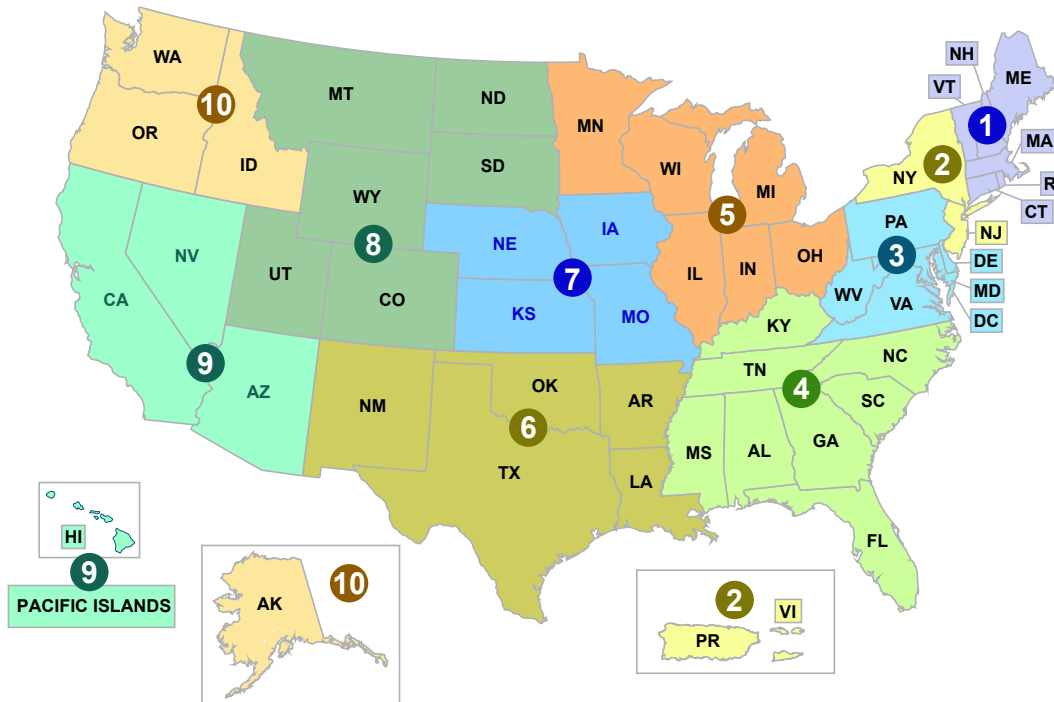 WA
OR
ID
10
MT
ND
SD
WY
8
UT
CO
NV
CA
9
AZ
NE
IA
7
KS
MO
MN
WI
MI
5
IL
IN
OH
NH
VT
ME
1
MA
R
CT
NY
2
NJ
PA
3
DE
MD
DC
WV
VA
KY
TN
NC
4
SC
MS
AL
GA
FL
NM
OK
6
TX
AR
LA
HI
9
PACIFIC ISLANDS
AK
10
2
VI
PR